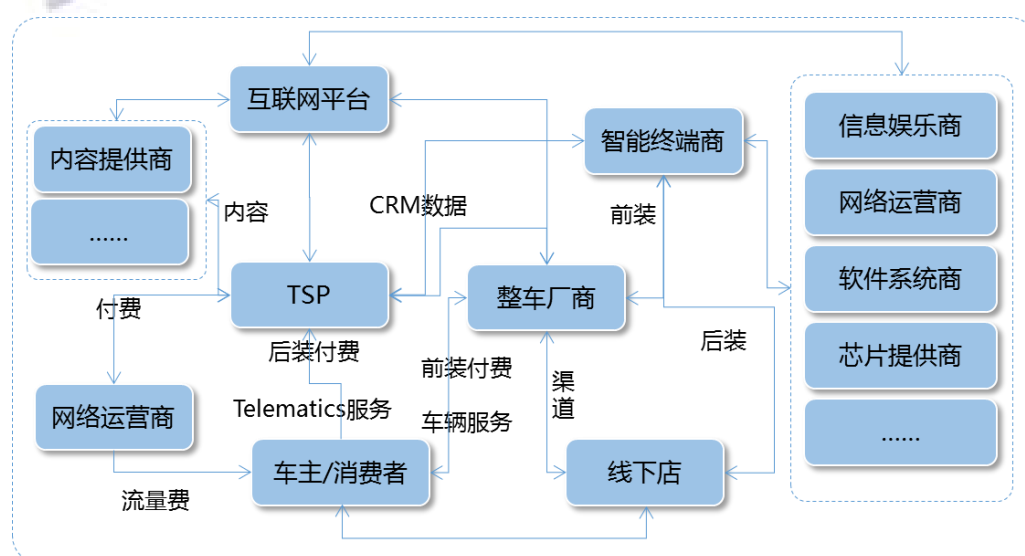 互联网平台
智能终端商
信息娱乐商
内容提供商
网络运营商
......
内容
CRM数据
前装
软件系统商
TSP
整车厂商
付费
后装付费
前装付费
渠
道
后装
芯片提供商
网络运营商
Telematics服务
车辆服务
......
车主/消费者
线下店
流量费